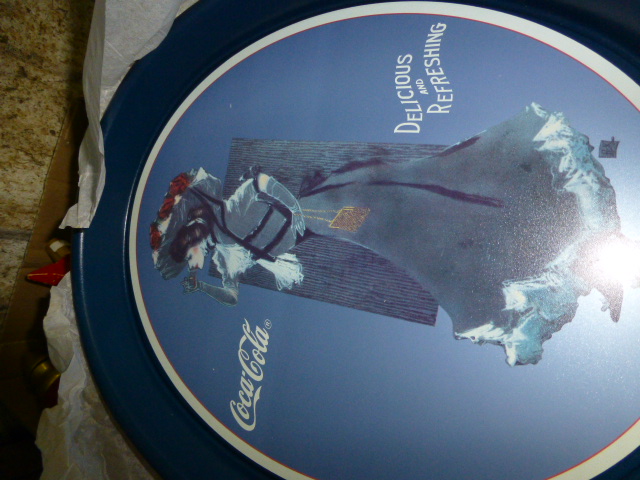 DELICIOUS
AND
REFRESHING
Coca-Cola®